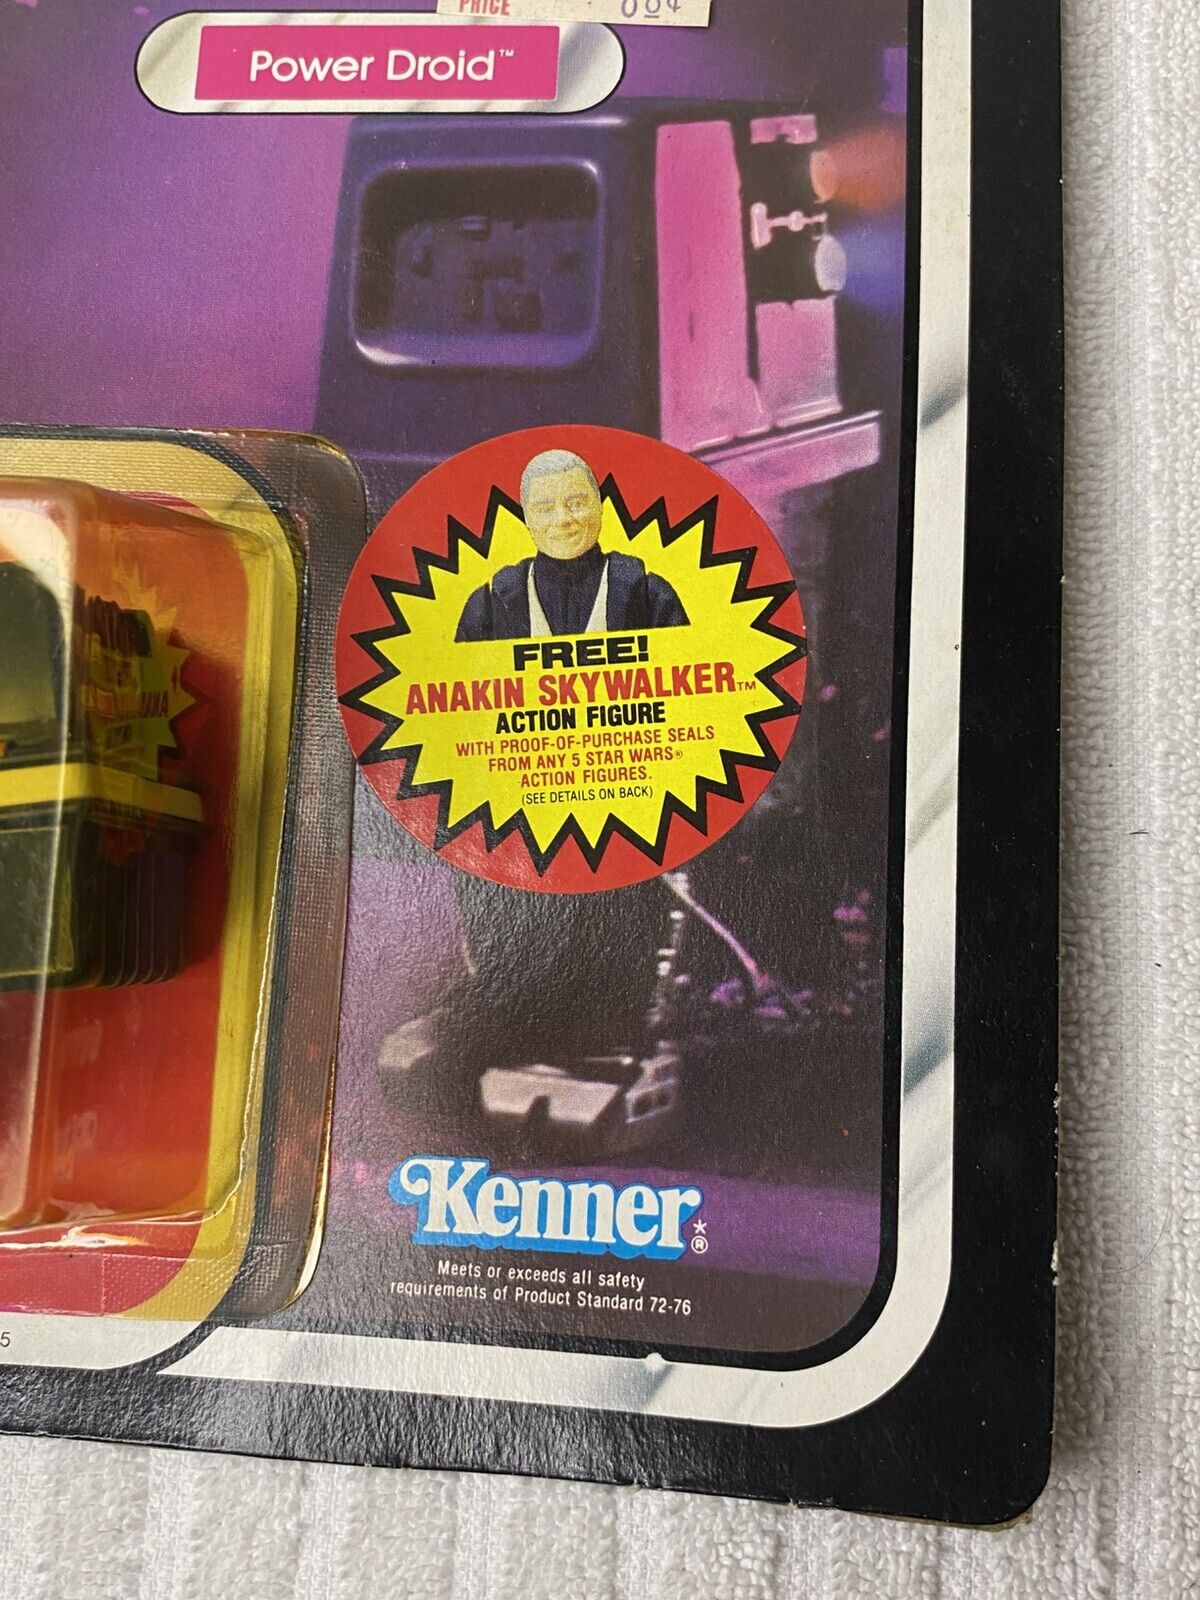 PRICE
Power Droid™
FREE!
ANAKIN SKYWALKER™
ACTION FIGURE
WITH PROOF-OF-PURCHASE SEALS
FROM ANY 5 STAR WARS®
ACTION FIGURES.
(SEE DETAILS ON BACK)
Kenner*®
Meets or exceeds all safety
requirements of Product Standard 72-76
5